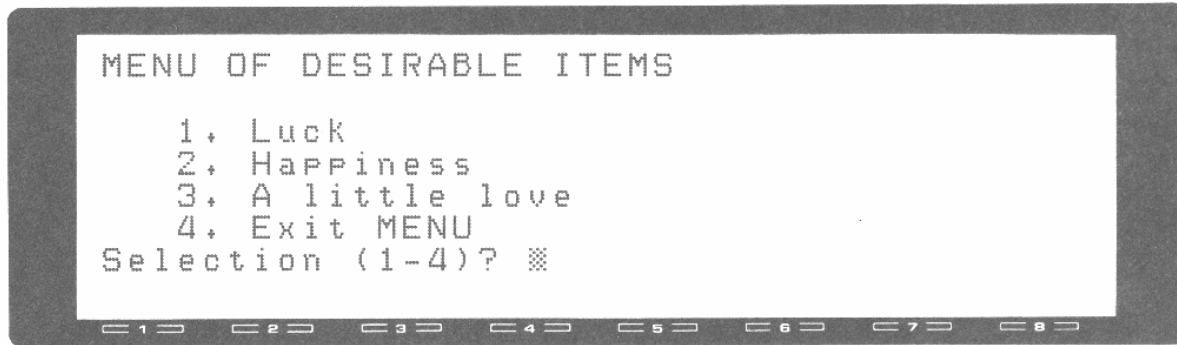 MENU OF DESIRABLE ITEMS
1. Luck
2. Happiness
3. A little love
4. Exit MENU
Selection (1-4)?
1 2 3 4 5 6 7 8